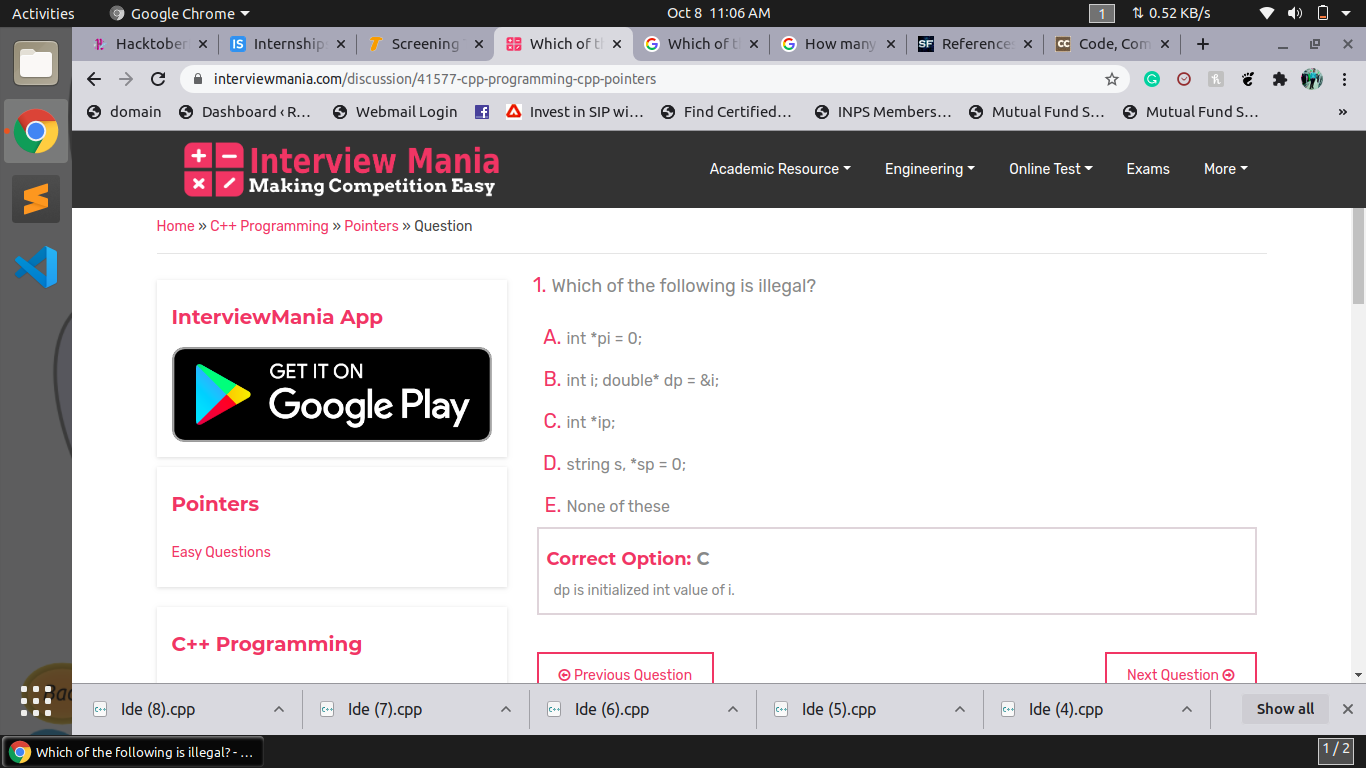 Activities Google Chrome Oct 8 11:06 AM 1 0.52 KB/s
Hacktober Internships Screening Which of th Which of t How many References Code, Com
interviewmania.com/discussion/41577-cpp-programming-cpp-pointers
domain Dashboard ‹ R... Webmail Login Invest in SIP wi... Find Certified... INPS Members... Mutual Fund S... Mutual Fund S... »
Interview Mania
Making Competition Easy
Academic Resource Engineering Online Test Exams More
Home » C++ Programming » Pointers » Question
InterviewMania App
GET IT ON
Google Play
Pointers
Easy Questions
C++ Programming
1. Which of the following is illegal?
A. int *pi = 0;
B. int i; double* dp = &i;
C. int *ip;
D. string s, *sp = 0;
E. None of these
Correct Option: C
dp is initialized int value of i.
Previous Question Next Question
Ide (8).cpp Ide (7).cpp Ide (6).cpp Ide (5).cpp Ide (4).cpp Show all
Which of the following is illegal? - ... 1 / 2